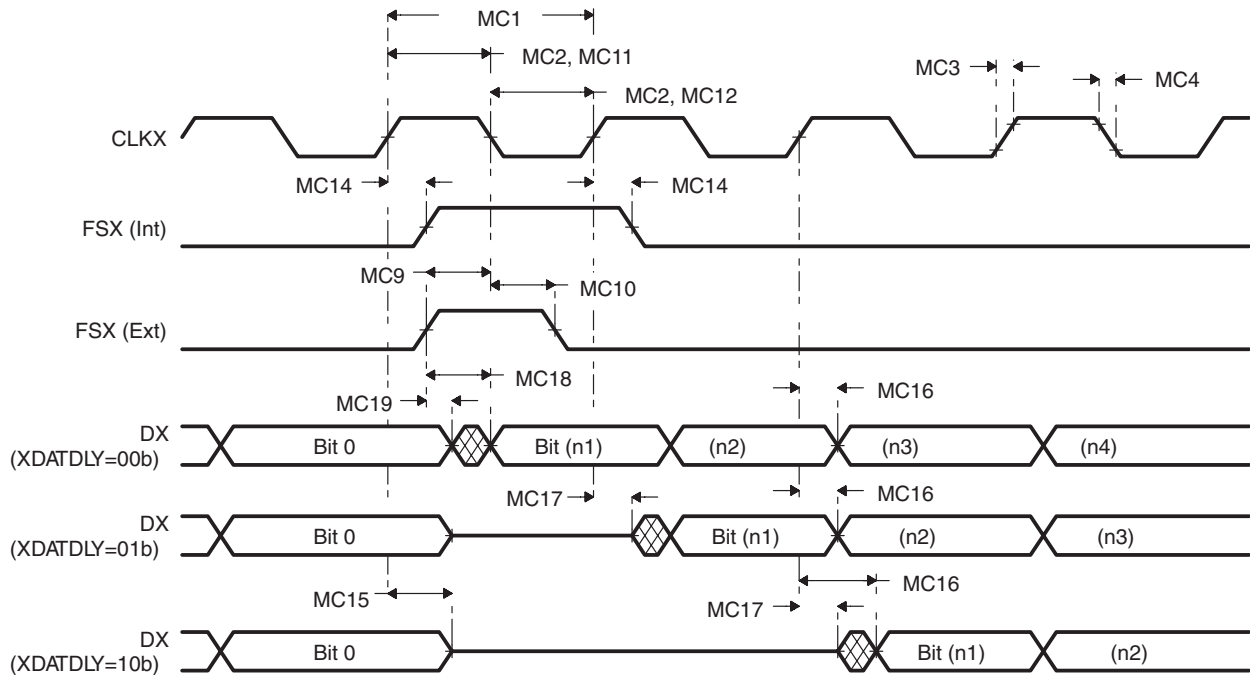 MC1
MC2, MC11
MC3
MC4
MC2, MC12
CLKX
MC14
MC14
FSX (Int)
MC9
MC10
FSX (Ext)
MC18
MC19
MC16
DX
(XDATDLY=00b)
Bit 0
Bit (n1)
(n2)
(n3)
(n4)
MC17
MC16
DX
(XDATDLY=01b)
Bit 0
Bit (n1)
(n2)
(n3)
MC15
MC16
MC17
DX
(XDATDLY=10b)
Bit 0
Bit (n1)
(n2)